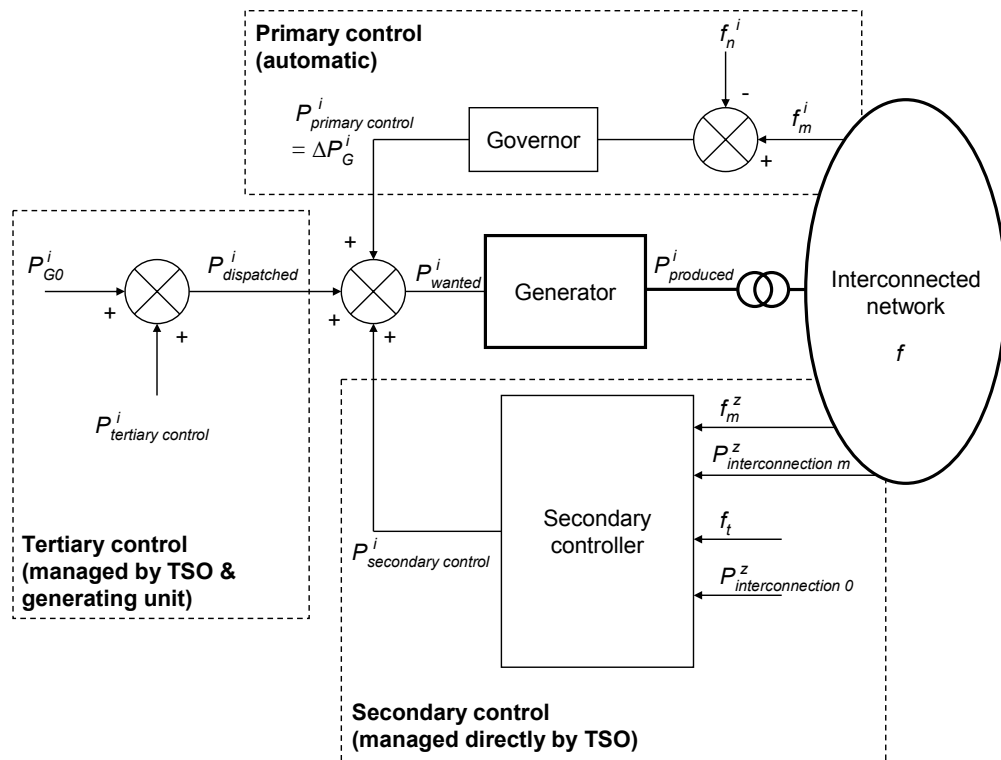 Primary control
(automatic)
f_n^i
-
f_m^i
+
P^i_primary control
= ΔP_G^i
Governor
P^i_G0
+
+
P^i_dispatched
+
+
+
P^i_wanted
Generator
P^i_produced
Interconnected
network
f
P^i_tertiary control
Tertiary control
(managed by TSO &
generating unit)
P^i_secondary control
Secondary
controller
f_m^z
P^z_interconnection m
f_t
P^z_interconnection 0
Secondary control
(managed directly by TSO)